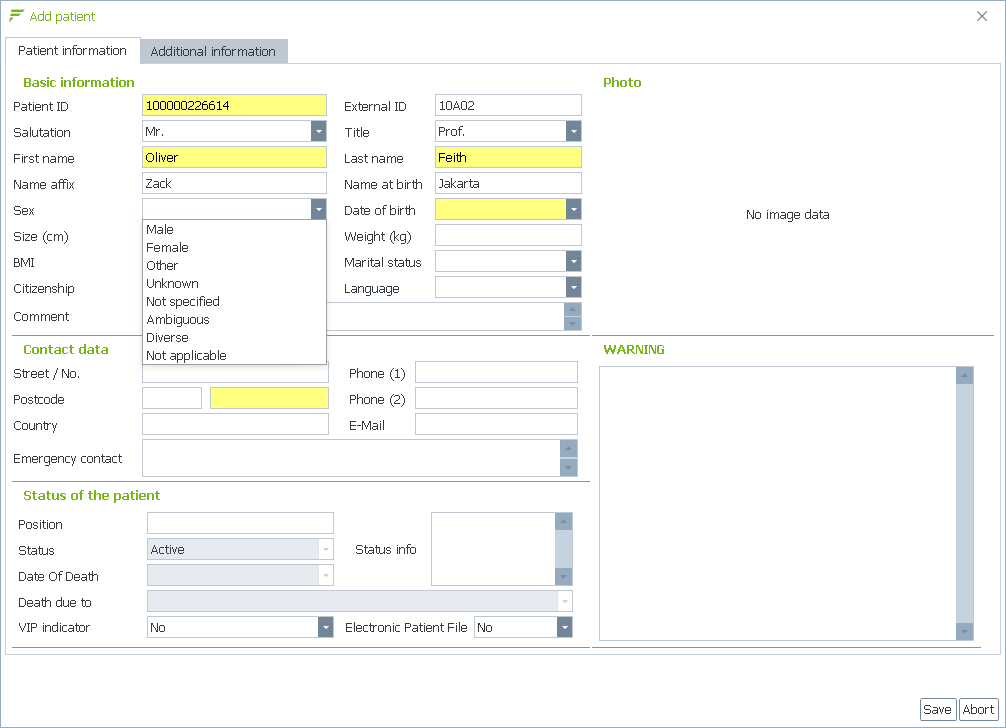 Add patient
Patient information Additional information
Basic information Photo
Patient ID 100000226614 External ID 10A02
Salutation Mr. Title Prof.
First name Oliver Last name Feith
Name affix Zack Name at birth Jakarta
Sex Date of birth
No image data
Male
Size (cm) Weight (kg)
Female
BMI Other Marital status
Unknown
Citizenship Language
Not specified
Comment Ambiguous
Diverse
Contact data WARNING
Not applicable
Street / No. Phone (1)
Postcode Phone (2)
Country E-Mail
Emergency contact
Status of the patient
Position
Status Active Status info
Date Of Death
Death due to
VIP indicator No Electronic Patient File No
Save Abort